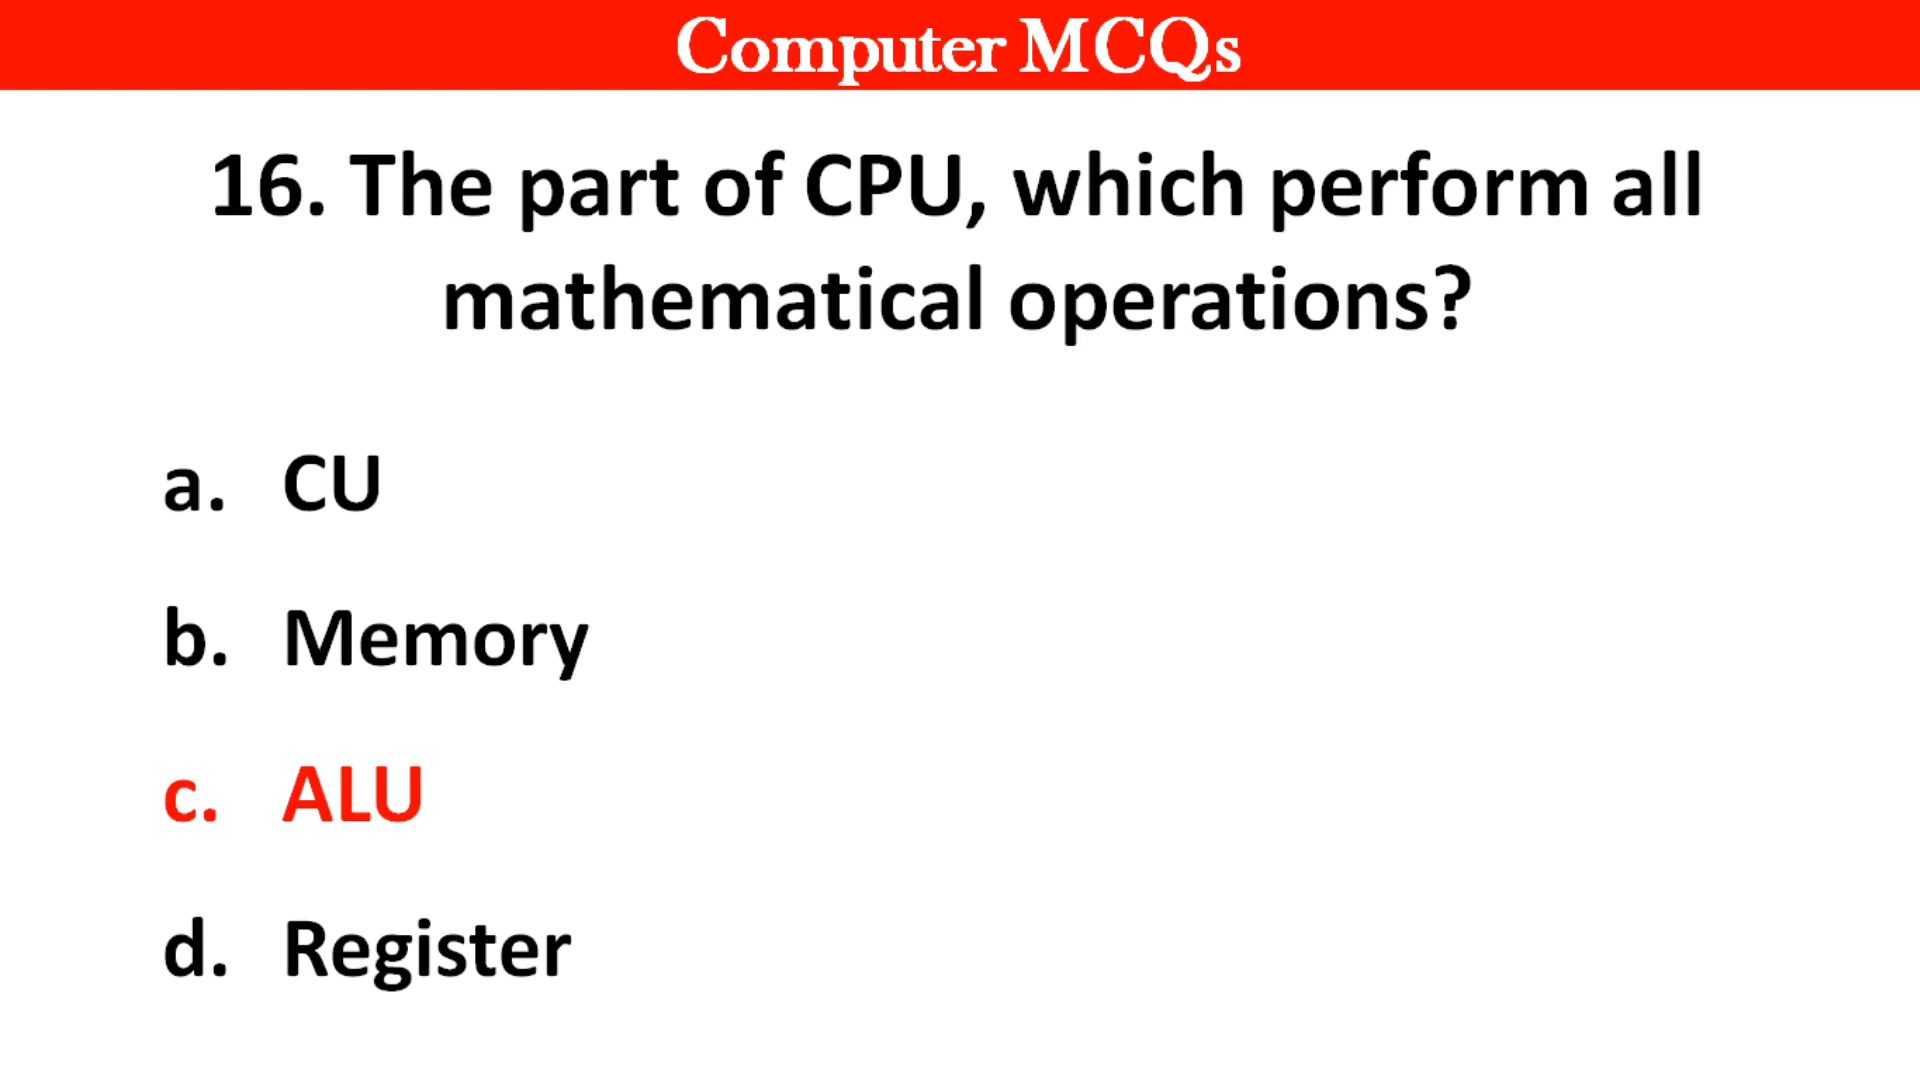 Computer MCQs
16. The part of CPU, which perform all
mathematical operations?
a. CU
b. Memory
c. ALU
d. Register